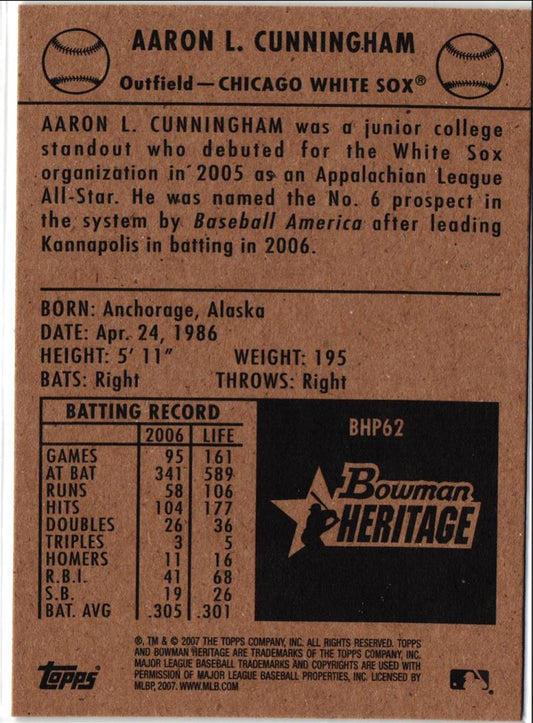 AARON L. CUNNINGHAM
Outfield — CHICAGO WHITE SOX®
AARON L. CUNNINGHAM was a junior college
standout who debuted for the White Sox
organization in 2005 as an Appalachian League
All-Star. He was named the No. 6 prospect in
the system by Baseball America after leading
Kannapolis in batting in 2006.
BORN: Anchorage, Alaska
DATE: Apr. 24, 1986
HEIGHT: 5' 11" WEIGHT: 195
BATS: Right THROWS: Right
BATTING RECORD
2006 LIFE
GAMES 95 161
AT BAT 341 589
RUNS 58 106
HITS 104 177
DOUBLES 26 36
TRIPLES 3 5
HOMERS 11 16
R.B.I. 41 68
S.B. 19 26
BAT. AVG .305 .301
BHP62
Bowman
HERITAGE
®, TM & © 2007 THE TOPPS COMPANY, INC. ALL RIGHTS RESERVED. TOPPS
AND BOWMAN HERITAGE ARE TRADEMARKS OF THE TOPPS COMPANY, INC.
MAJOR LEAGUE BASEBALL TRADEMARKS AND COPYRIGHTS ARE USED WITH
PERMISSION OF MAJOR LEAGUE BASEBALL PROPERTIES, INC. LICENSED BY
MLBP, 2007. WWW.MLB.COM
Topps